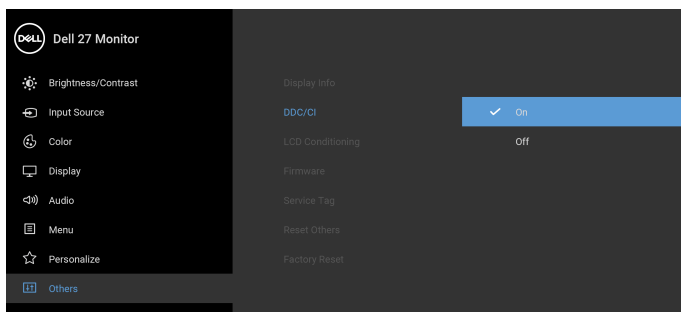 DELL Dell 27 Monitor
Brightness/Contrast
Input Source
Color
Display
Audio
Menu
Personalize
Others
Display Info
DDC/CI
LCD Conditioning
Firmware
Service Tag
Reset Others
Factory Reset
On
Off